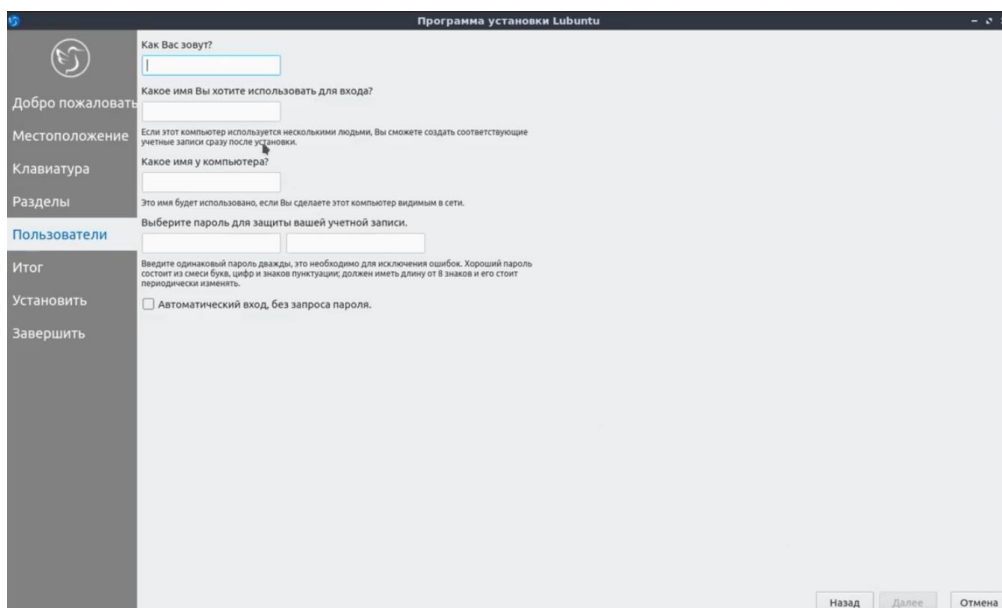 Программа установки Lubuntu
Добро пожаловать
Местоположение
Клавиатура
Разделы
Пользователи
Итог
Установить
Завершить
Как Вас зовут?
Какое имя Вы хотите использовать для входа?
Если этот компьютер используется несколькими людьми, Вы сможете создать соответствующие
учетные записи сразу после установки.
Какое имя у компьютера?
Это имя будет использовано, если Вы сделаете этот компьютер видимым в сети.
Выберите пароль для защиты вашей учетной записи.
Введите одинаковый пароль дважды, это необходимо для исключения ошибок. Хороший пароль
состоит из смеси букв, цифр и знаков пунктуации; должен иметь длину от 8 знаков и его стоит
периодически изменять.
Автоматический вход, без запроса пароля.
Назад Далее Отмена